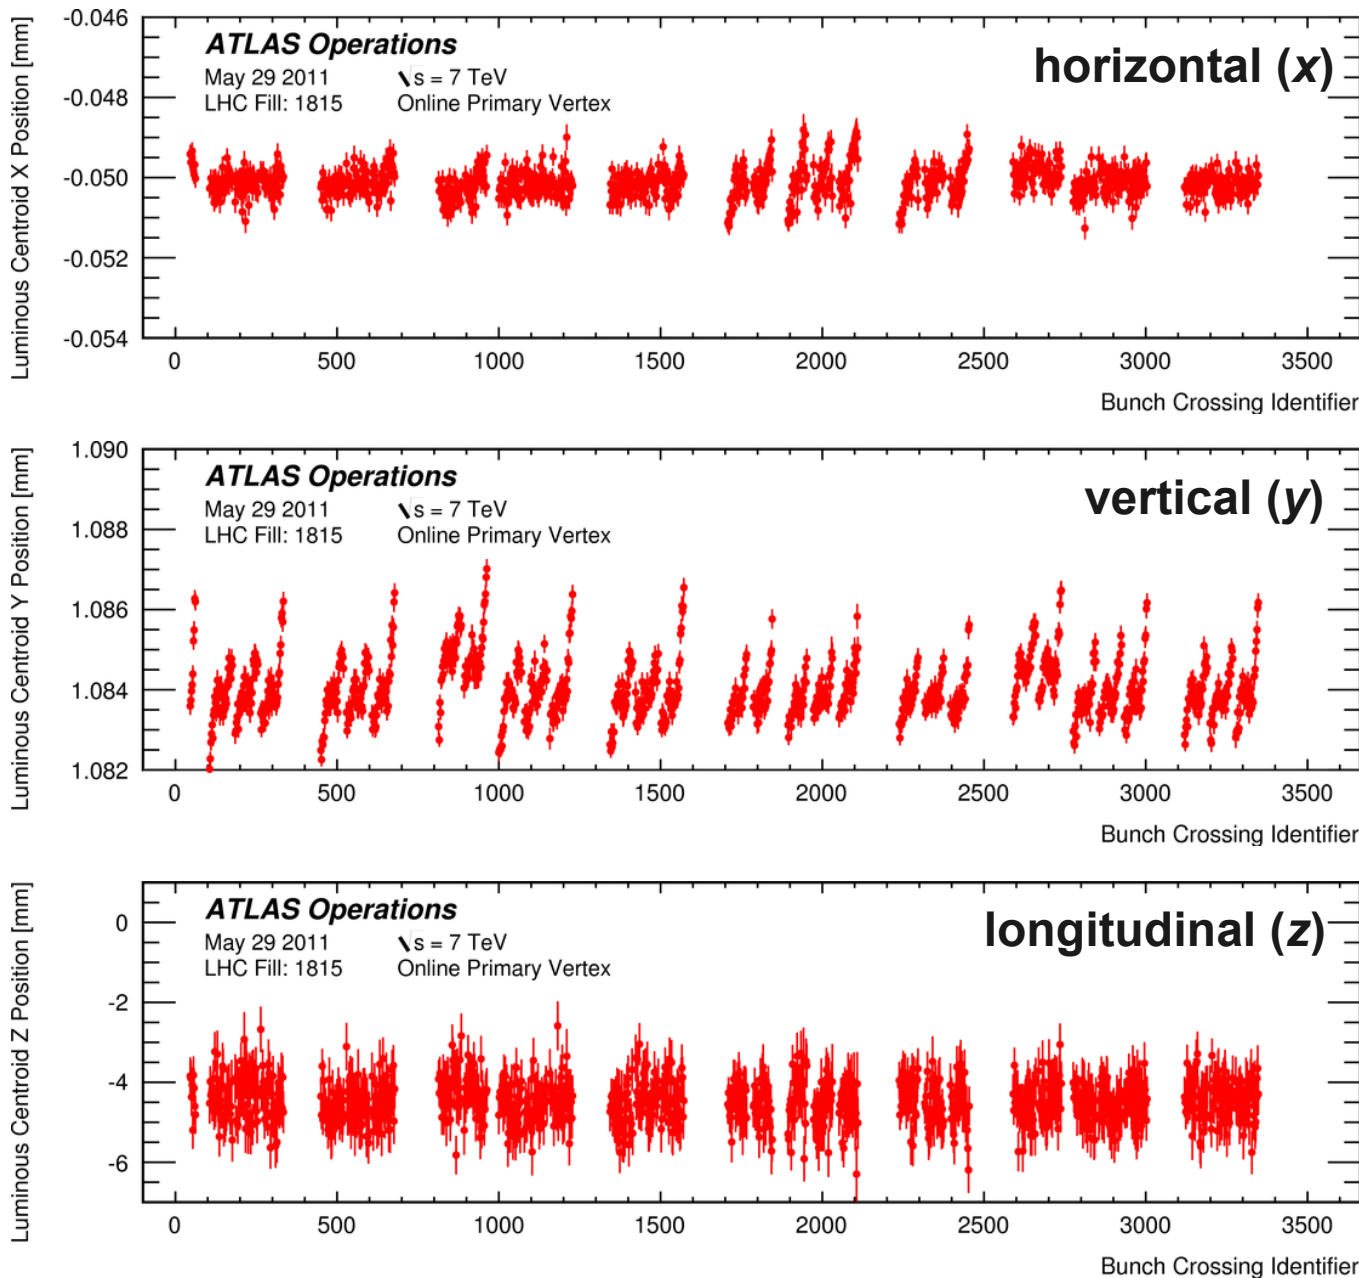 Luminous Centroid X Position [mm]
-0.046
-0.048
-0.050
-0.052
-0.054
ATLAS Operations
May 29 2011 √s = 7 TeV
LHC Fill: 1815 Online Primary Vertex
horizontal (x)
0 500 1000 1500 2000 2500 3000 3500
Bunch Crossing Identifier
Luminous Centroid Y Position [mm]
1.090
1.088
1.086
1.084
1.082
ATLAS Operations
May 29 2011 √s = 7 TeV
LHC Fill: 1815 Online Primary Vertex
vertical (y)
0 500 1000 1500 2000 2500 3000 3500
Bunch Crossing Identifier
Luminous Centroid Z Position [mm]
0
-2
-4
-6
ATLAS Operations
May 29 2011 √s = 7 TeV
LHC Fill: 1815 Online Primary Vertex
longitudinal (z)
0 500 1000 1500 2000 2500 3000 3500
Bunch Crossing Identifier